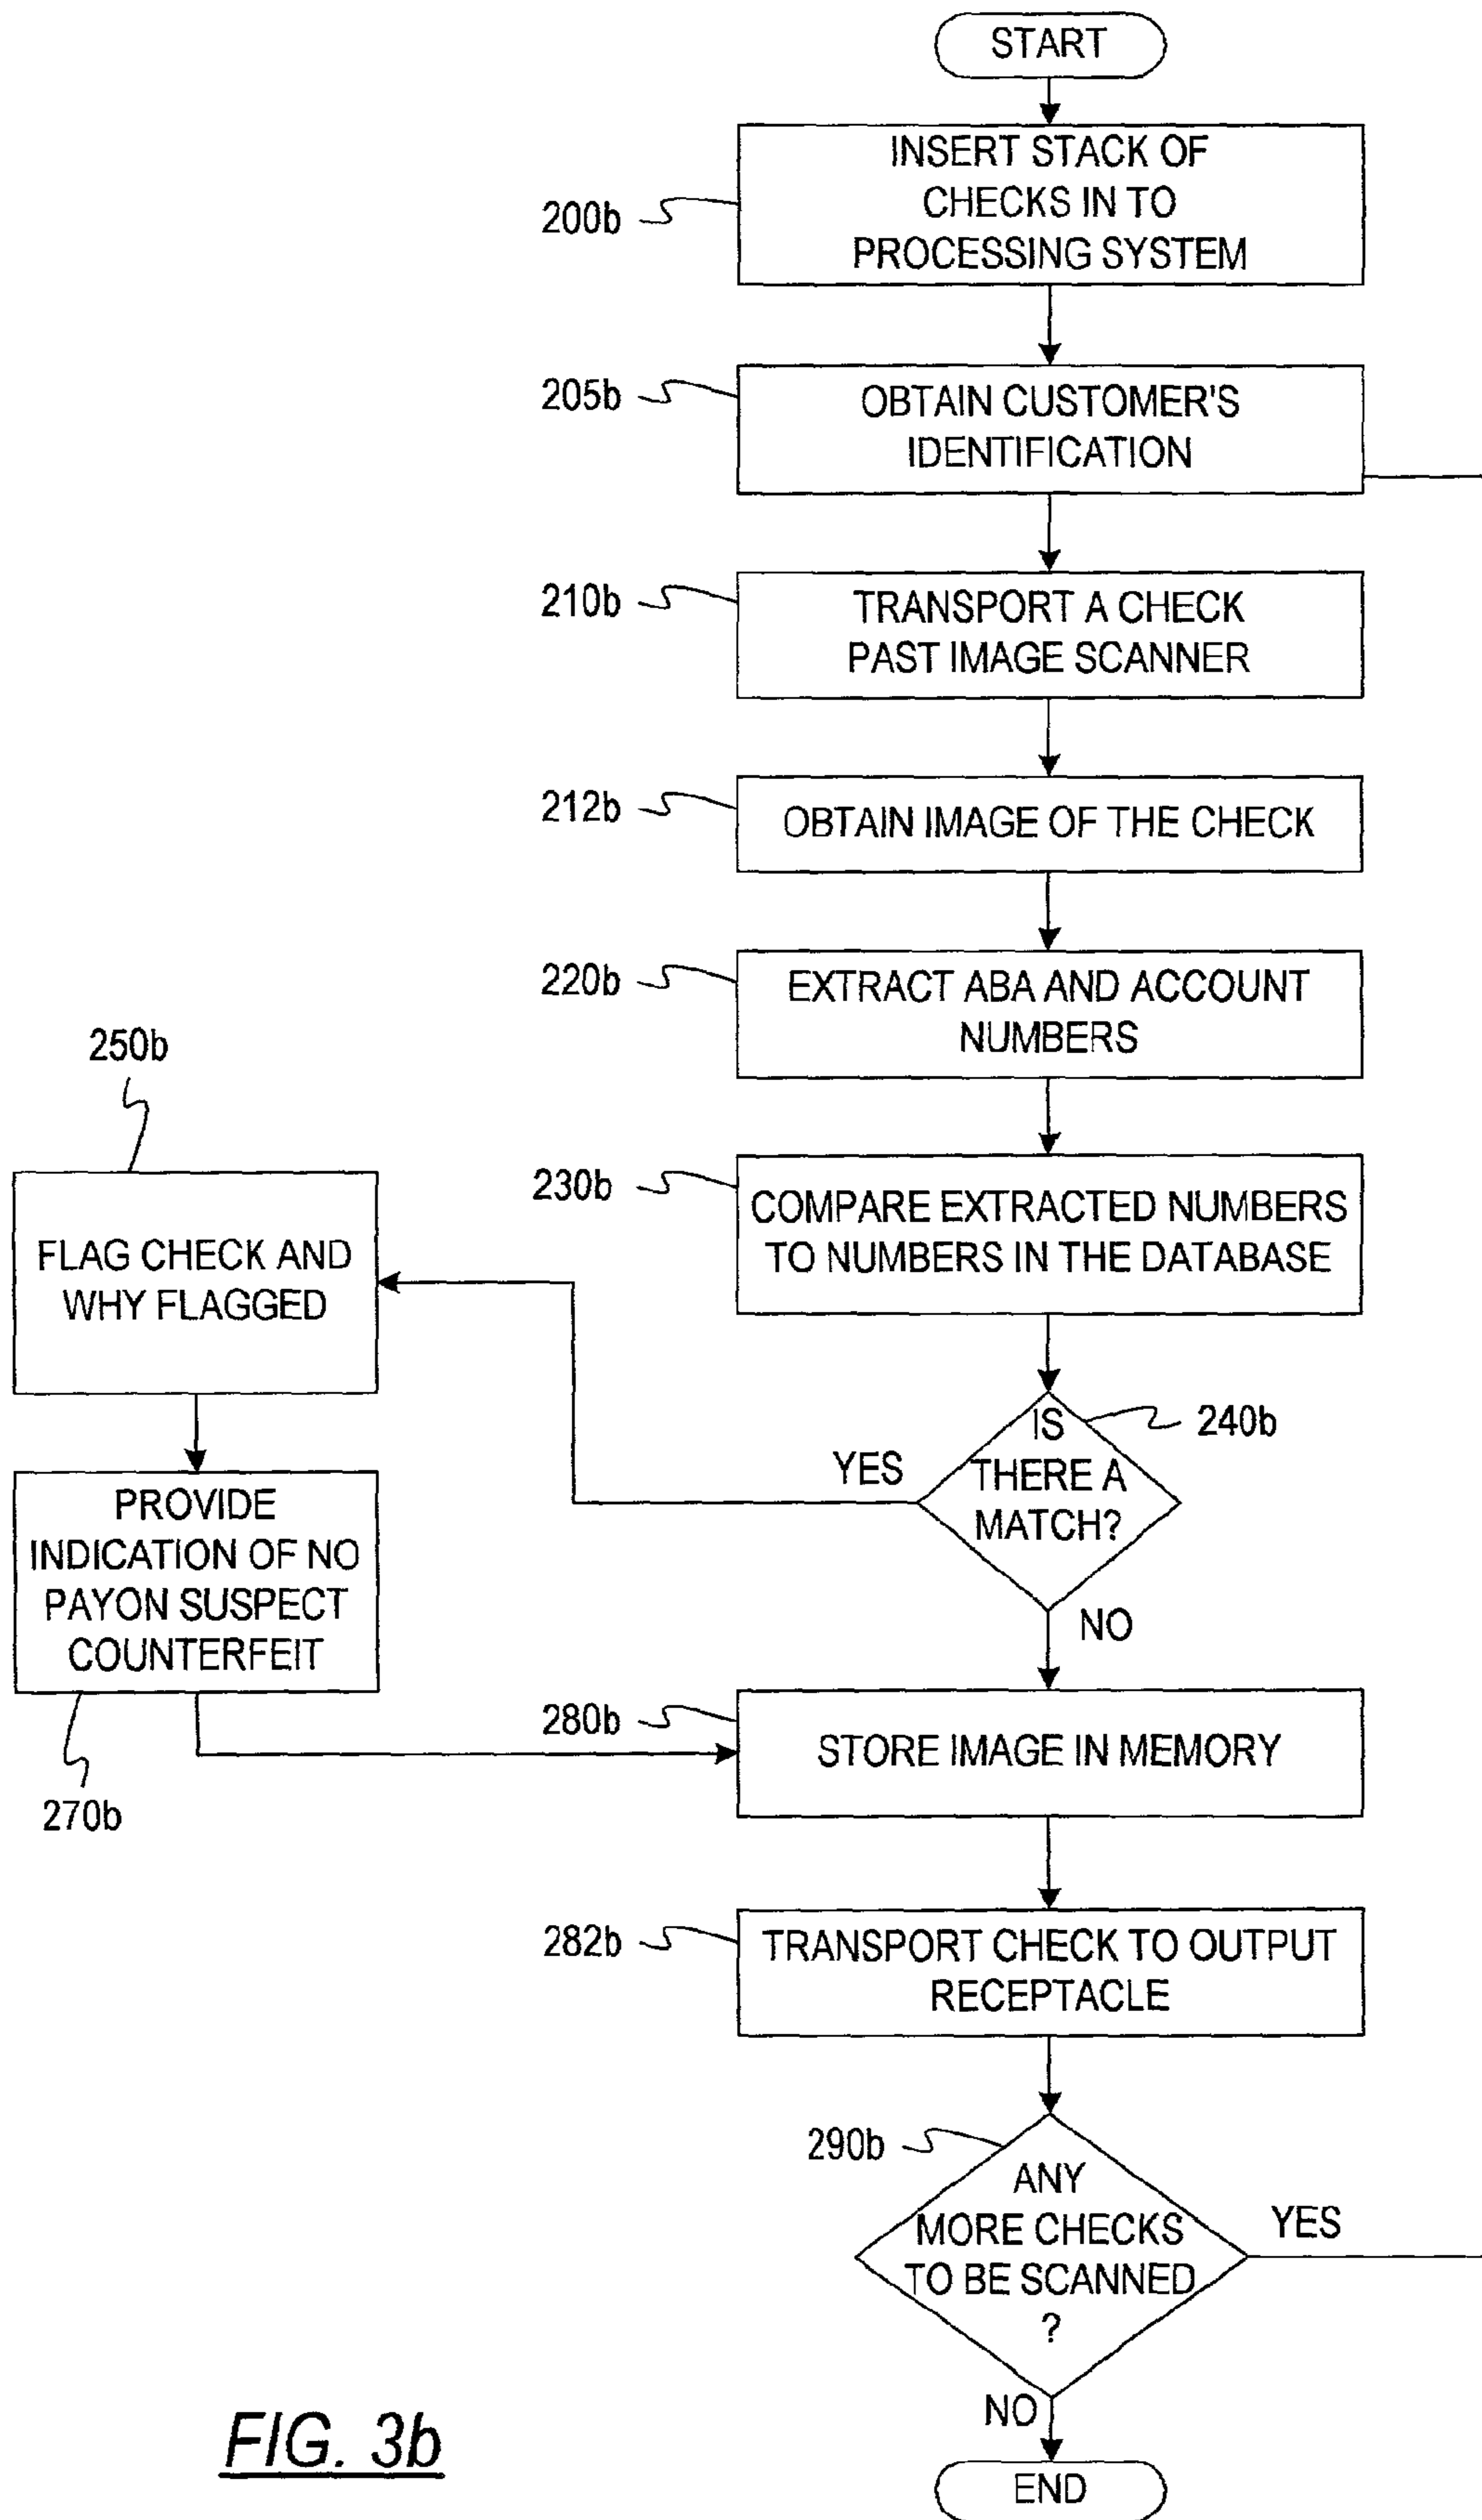 START
INSERT STACK OF
CHECKS IN TO
PROCESSING SYSTEM
200b
OBTAIN CUSTOMER'S
IDENTIFICATION
205b
TRANSPORT A CHECK
PAST IMAGE SCANNER
210b
OBTAIN IMAGE OF THE CHECK
212b
EXTRACT ABA AND ACCOUNT
NUMBERS
220b
COMPARE EXTRACTED NUMBERS
TO NUMBERS IN THE DATABASE
230b
IS
THERE A
MATCH?
240b
YES
NO
250b
FLAG CHECK AND
WHY FLAGGED
PROVIDE
INDICATION OF NO
PAYON SUSPECT
COUNTERFEIT
270b
280b
STORE IMAGE IN MEMORY
282b
TRANSPORT CHECK TO OUTPUT
RECEPTACLE
290b
ANY
MORE CHECKS
TO BE SCANNED
?
YES
NO
END
FIG. 3b